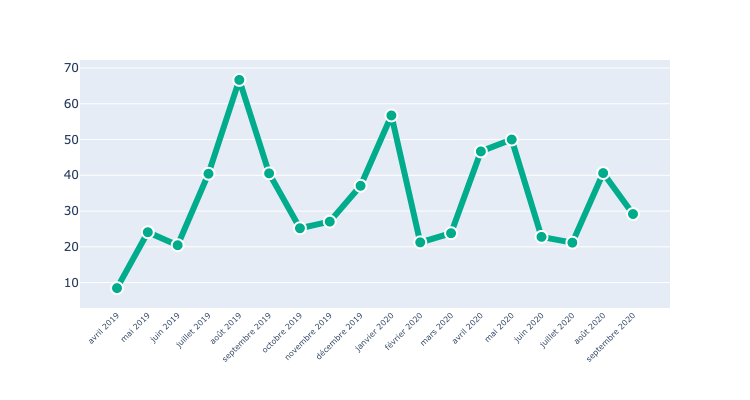 70
60
50
40
30
20
10
avril 2019
mai 2019
juin 2019
juillet 2019
août 2019
septembre 2019
octobre 2019
novembre 2019
décembre 2019
janvier 2020
février 2020
mars 2020
avril 2020
mai 2020
juin 2020
juillet 2020
août 2020
septembre 2020